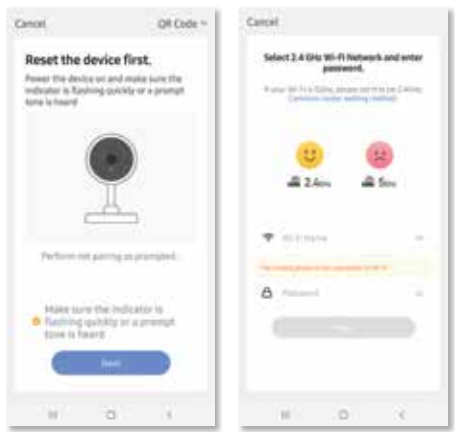 Cancel
QR Code
Reset the device first.
Power the device on and make sure the
indicator is flashing quickly or a prompt
tone is heard
Perform net pairing as prompted.
Make sure the indicator is
flashing quickly or a prompt
tone is heard
Next
Cancel
Select 2.4 GHz Wi-Fi Network and enter
password.
If your Wi-Fi is 5GHz, please set it to be 2.4GHz.
Common router setting method
2.4GHz
5GHz
Wi-Fi Name
Password